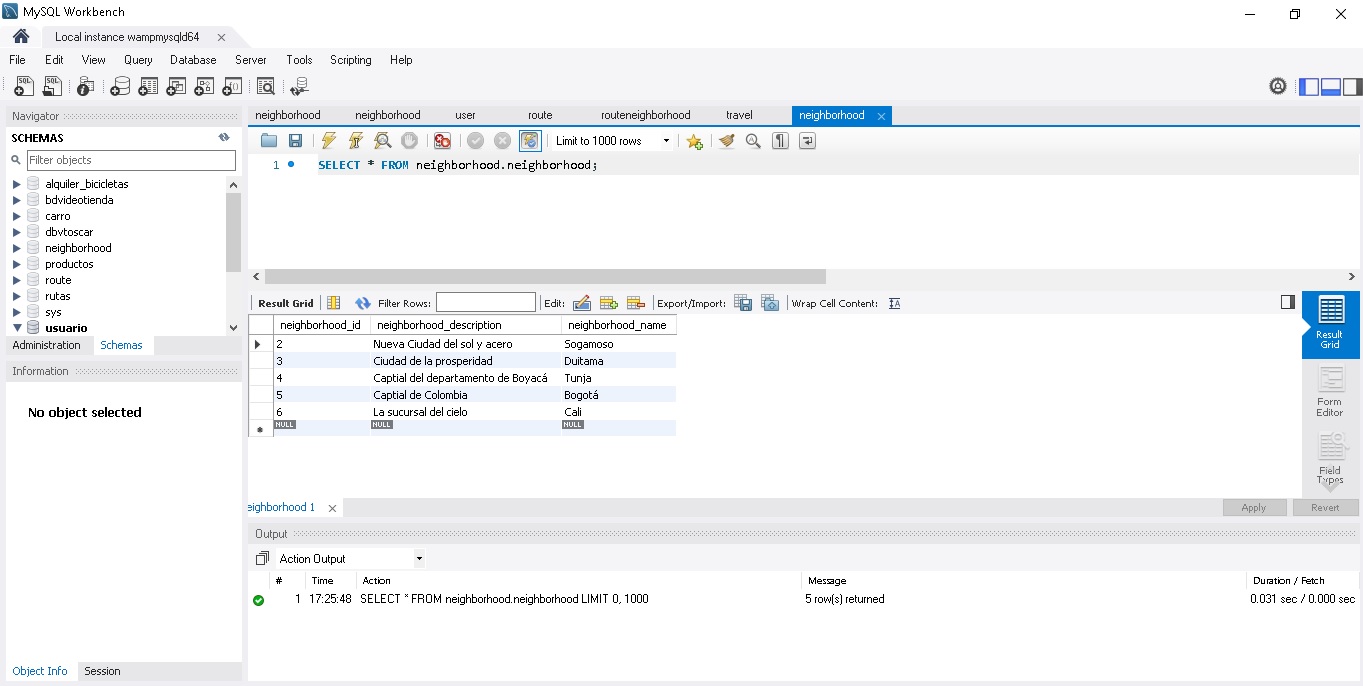 MySQL Workbench
Local instance wampmysqld64
File Edit View Query Database Server Tools Scripting Help
Navigator
SCHEMAS
Filter objects
alquiler_bicicletas
bdvideotienda
carro
dbvtoscar
neighborhood
productos
route
rutas
sys
usuario
Administration Schemas
Information
No object selected
Object Info Session
neighborhood neighborhood user route routeneighborhood travel neighborhood
Limit to 1000 rows
1 SELECT * FROM neighborhood.neighborhood;
Result Grid Filter Rows: Edit: Export/Import: Wrap Cell Content: IA
neighborhood_id neighborhood_description neighborhood_name
2 Nueva Ciudad del sol y acero Sogamoso
3 Ciudad de la prosperidad Duitama
4 Captial del departamento de Boyacá Tunja
5 Captial de Colombia Bogotá
6 La sucursal del cielo Cali
NULL NULL NULL
Result
Grid
Form
Editor
Field
Types
eighborhood 1
Apply Revert
Output
Action Output
# Time Action Message Duration / Fetch
1 17:25:48 SELECT * FROM neighborhood.neighborhood LIMIT 0, 1000 5 row(s) returned 0.031 sec / 0.000 sec